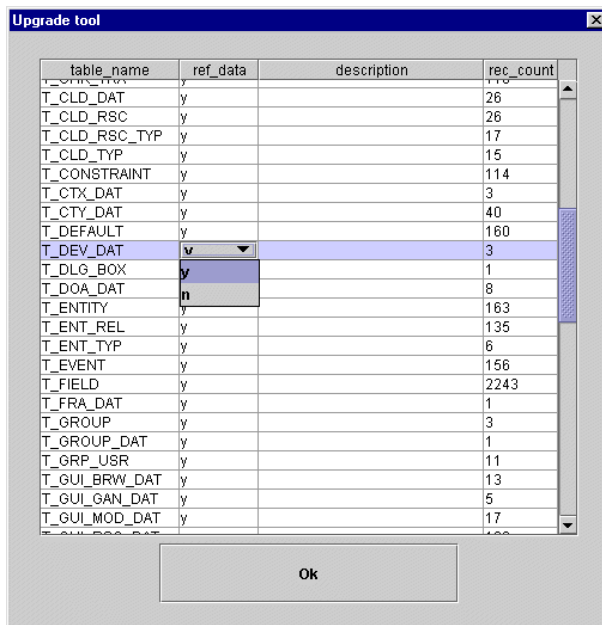 Upgrade tool
table_name ref_data description rec_count
T_CLD_DAT y 26
T_CLD_RSC y 26
T_CLD_RSC_TYP y 17
T_CLD_TYP y 15
T_CONSTRAINT y 114
T_CTX_DAT y 3
T_CTY_DAT y 40
T_DEFAULT y 160
T_DEV_DAT y 3
T_DLG_BOX y 1
T_DOA_DAT n 8
T_ENTITY y 163
T_ENT_REL y 135
T_ENT_TYP y 6
T_EVENT y 156
T_FIELD y 2243
T_FRA_DAT y 1
T_GROUP y 3
T_GROUP_DAT y 1
T_GRP_USR y 11
T_GUI_BRW_DAT y 13
T_GUI_GAN_DAT y 5
T_GUI_MOD_DAT y 17
Ok